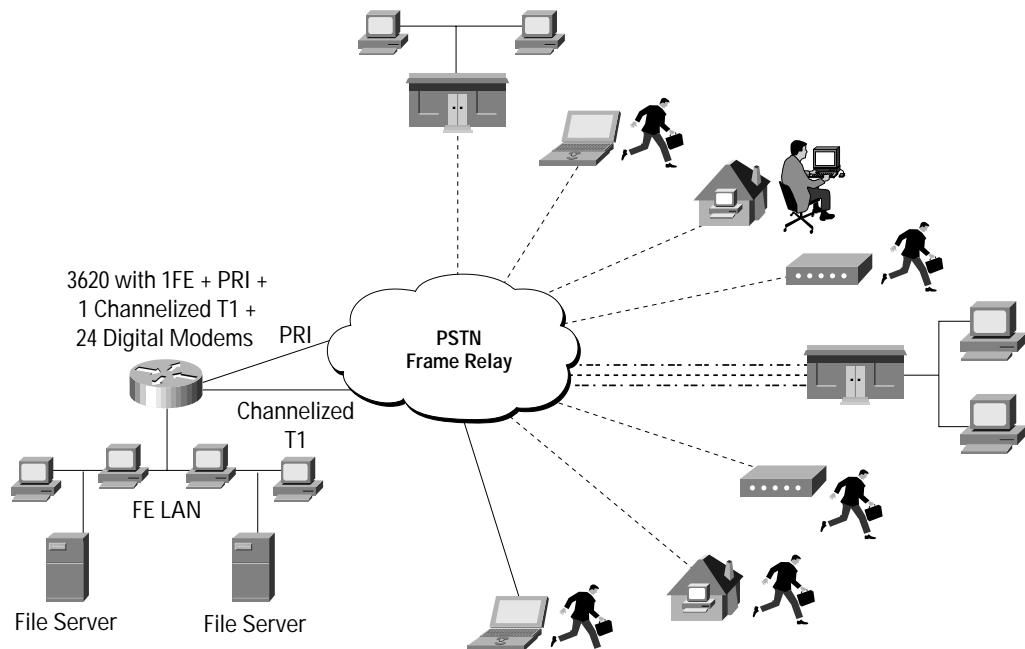 3620 with 1FE + PRI +
1 Channelized T1 +
24 Digital Modems
PRI
PSTN
Frame Relay
Channelized
T1
FE LAN
File Server
File Server